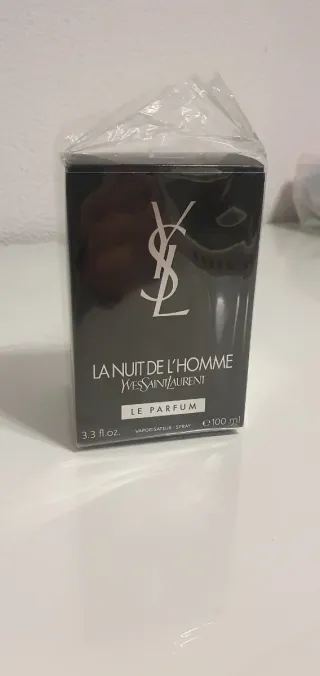 YSL
LA NUIT DE L'HOMME
YVESSAINTLAURENT
LE PARFUM
3.3 fl.oz. VAPORISATEUR - SPRAY ℮100 ml